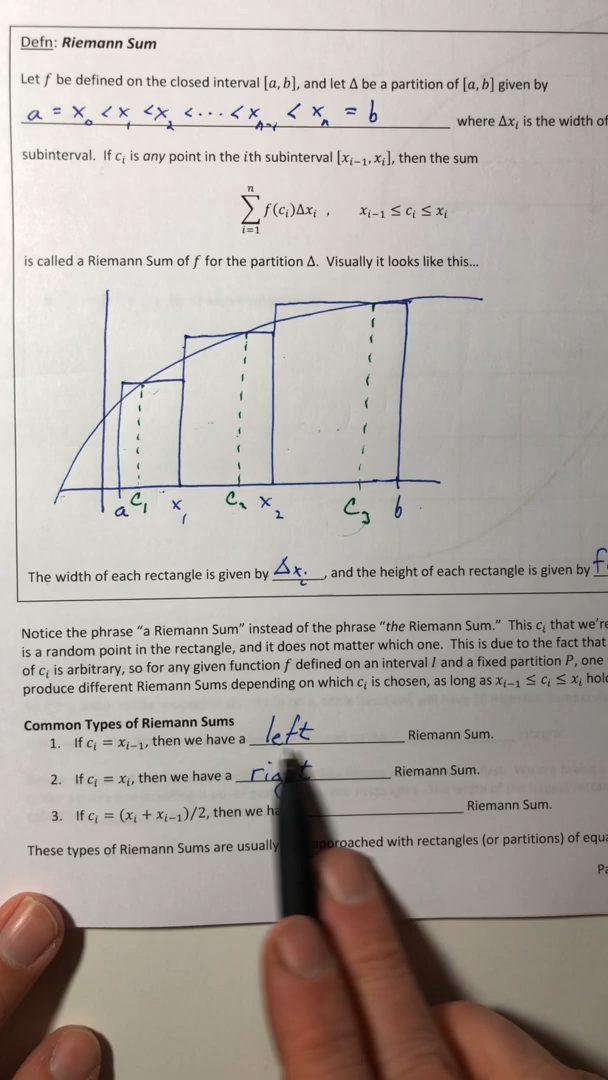 Defn: Riemann Sum
Let f be defined on the closed interval [a, b], and let Δ be a partition of [a, b] given by
a = x₀ < x₁ < x₂ < ... < xₙ₋₁ < xₙ = b where Δxᵢ is the width of
subinterval. If cᵢ is any point in the ith subinterval [xᵢ₋₁, xᵢ], then the sum
n
∑ f(cᵢ)Δxᵢ , xᵢ₋₁ ≤ cᵢ ≤ xᵢ
i=1
is called a Riemann Sum of f for the partition Δ. Visually it looks like this...
a c₁ x₁ c₂ x₂ c₃ b
The width of each rectangle is given by Δxᵢ, and the height of each rectangle is given by f
Notice the phrase “a Riemann Sum” instead of the phrase “the Riemann Sum.” This cᵢ that we're
is a random point in the rectangle, and it does not matter which one. This is due to the fact that
of cᵢ is arbitrary, so for any given function f defined on an interval I and a fixed partition P, one
produce different Riemann Sums depending on which cᵢ is chosen, as long as xᵢ₋₁ ≤ cᵢ ≤ xᵢ
Common Types of Riemann Sums
1. If cᵢ = xᵢ₋₁, then we have a left Riemann Sum.
2. If cᵢ = xᵢ, then we have a right Riemann Sum.
3. If cᵢ = (xᵢ + xᵢ₋₁)/2, then we Riemann Sum.
These types of Riemann Sums are usually approached with rectangles (or partitions) of